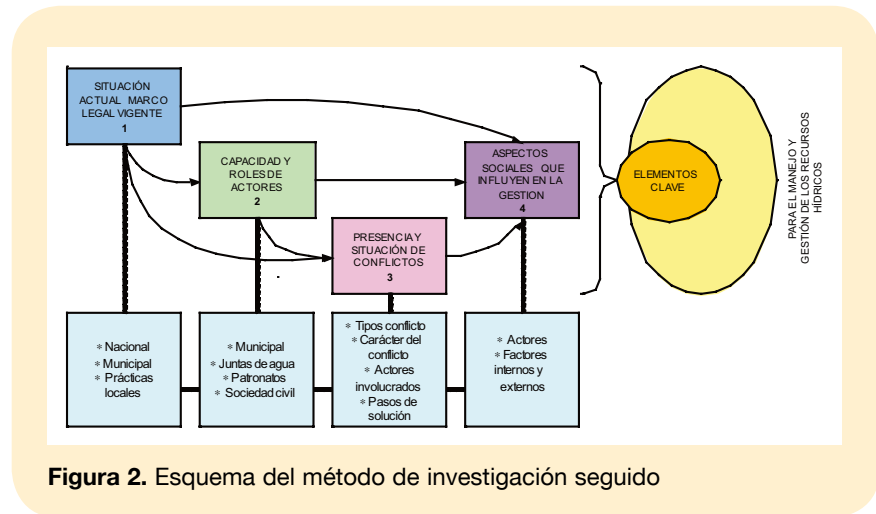 SITUACIÓN
ACTUAL MARCO
LEGAL VIGENTE
1
CAPACIDAD Y
ROLES DE
ACTORES
2
PRESENCIA Y
SITUACIÓN DE
CONFLICTOS
3
ASPECTOS
SOCIALES QUE
INFLUYEN EN LA
GESTION
4
ELEMENTOS
CLAVE
PARA EL MANEJO Y
GESTIÓN DE LOS RECURSOS
HÍDRICOS
* Nacional
* Municipal
* Prácticas
locales
* Municipal
* Juntas de agua
* Patronatos
* Sociedad civil
* Tipos conflicto
* Carácter del
conflicto
* Actores
involucrados
* Pasos de
solución
* Actores
* Factores
internos y
externos
Figura 2. Esquema del método de investigación seguido